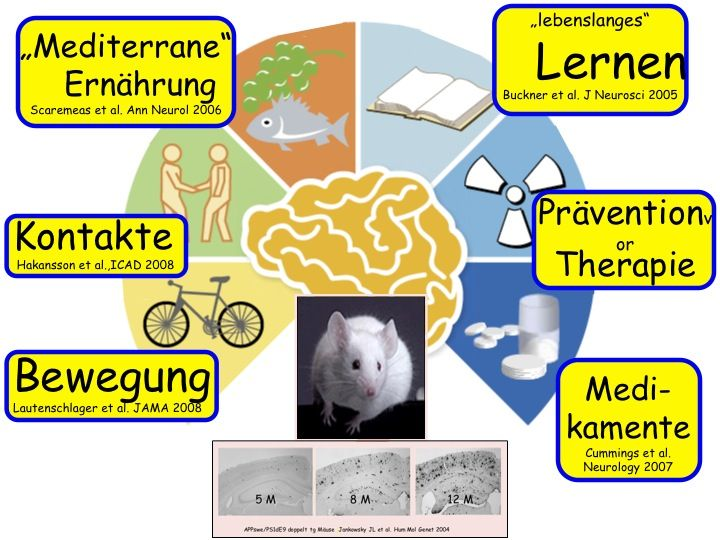 „Mediterrane“
Ernährung
Scaremeas et al. Ann Neurol 2006
„lebenslanges“
Lernen
Buckner et al. J Neurosci 2005
Kontakte
Hakansson et al.,ICAD 2008
Präventionv
or
Therapie
Bewegung
Lautenschlager et al. JAMA 2008
Medi-
kamente
Cummings et al.
Neurology 2007
5 M 8 M 12 M
APPswe/PS1dE9 doppelt tg Mäuse Jankowsky JL et al. Hum Mol Genet 2004